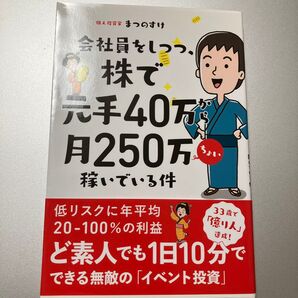 個人投資家 まつのすけ
会社員をしつつ、
株で
元手40万から
月250万ちょい
稼いでいる件
低リスクに年平均
20-100%の利益
33歳で
「億り人」
達成!
ど素人でも1日10分で
できる無敵の「イベント投資」